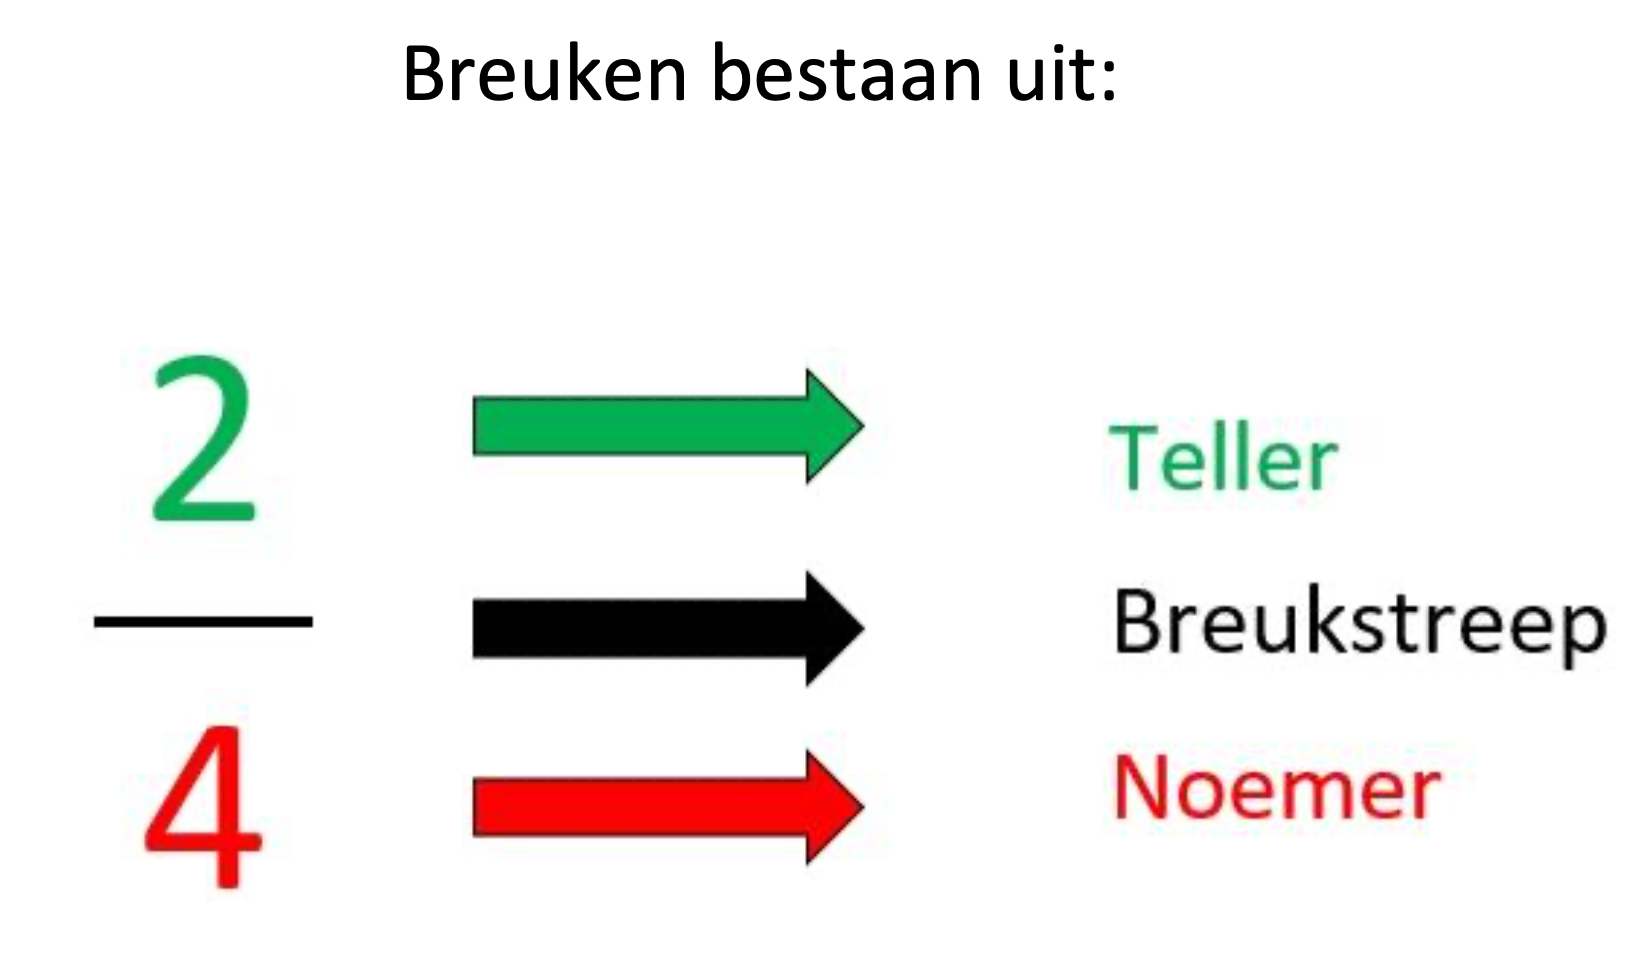 Breuken bestaan uit:
2
Teller
Breukstreep
4
Noemer